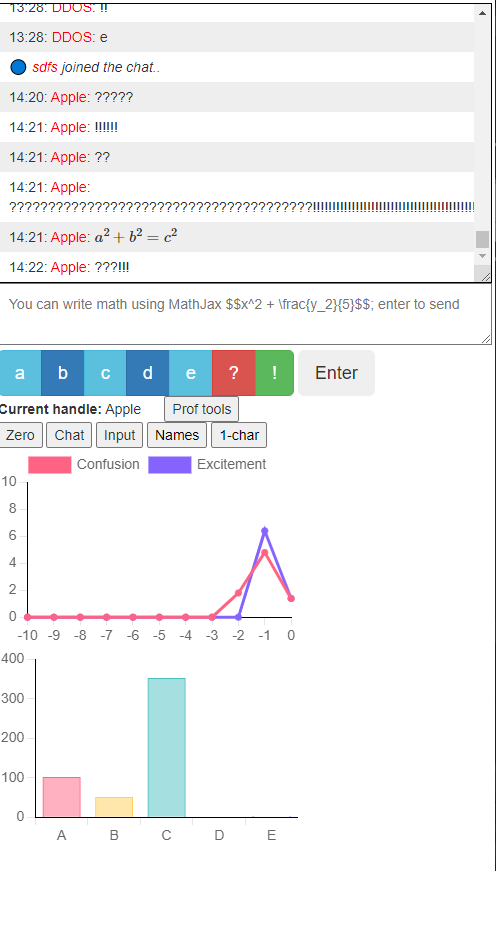 13:28: DDOS: !!
13:28: DDOS: e
sdfs joined the chat..
14:20: Apple: ?????
14:21: Apple: !!!!!!
14:21: Apple: ??
14:21: Apple:
???????????????????????????????????????!!!!!!!!!!!!!!!!!!!!!!!!!!!!!!!!!!!!!!!!!!
14:21: Apple: a² + b² = c²
14:22: Apple: ???!!!
You can write math using MathJax $$x^2 + \frac{y_2}{5}$$; enter to send
a b c d e ? ! Enter
Current handle: Apple Prof tools
Zero Chat Input Names 1-char
Confusion Excitement
10
8
6
4
2
0
-10 -9 -8 -7 -6 -5 -4 -3 -2 -1 0
400
300
200
100
0
A B C D E